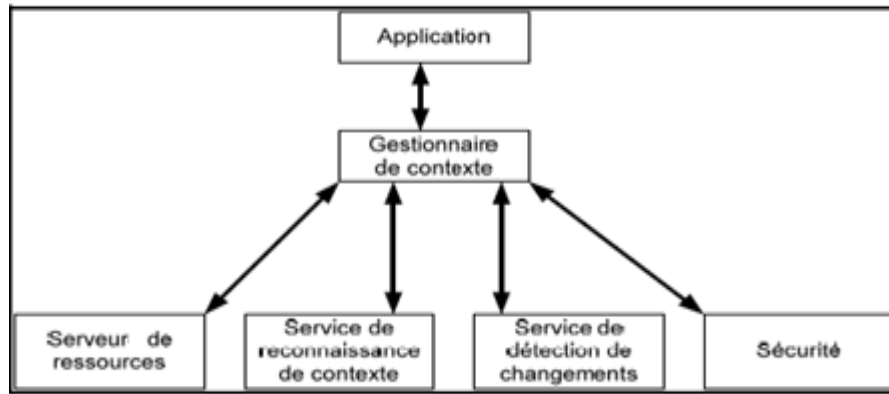 Application
Gestionnaire
de contexte
Serveur de
ressources
Service de
reconnaissance
de contexte
Service de
détection de
changements
Sécurité